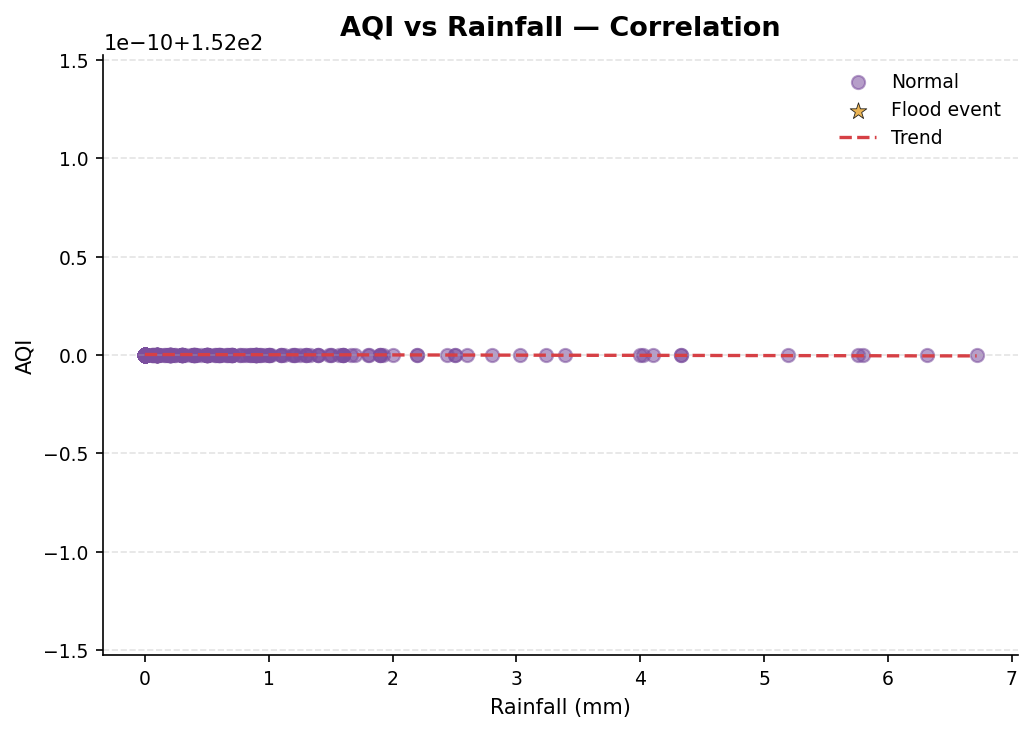 AQI vs Rainfall — Correlation
1e−10+1.52e2
1.5
1.0
0.5
0.0
−0.5
−1.0
−1.5
AQI
Normal
Flood event
Trend
0 1 2 3 4 5 6 7
Rainfall (mm)